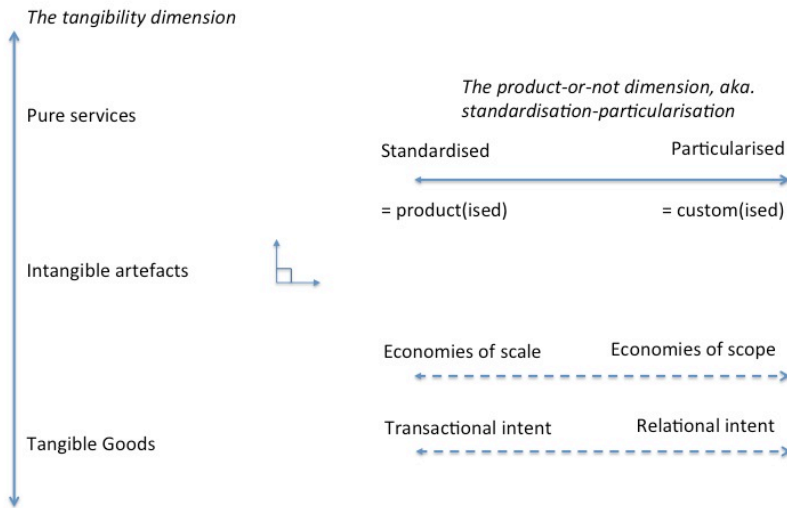 The tangibility dimension
Pure services
Intangible artefacts
Tangible Goods
The product-or-not dimension, aka.
standardisation-particularisation
Standardised Particularised
= product(ised) = custom(ised)
Economies of scale Economies of scope
Transactional intent Relational intent